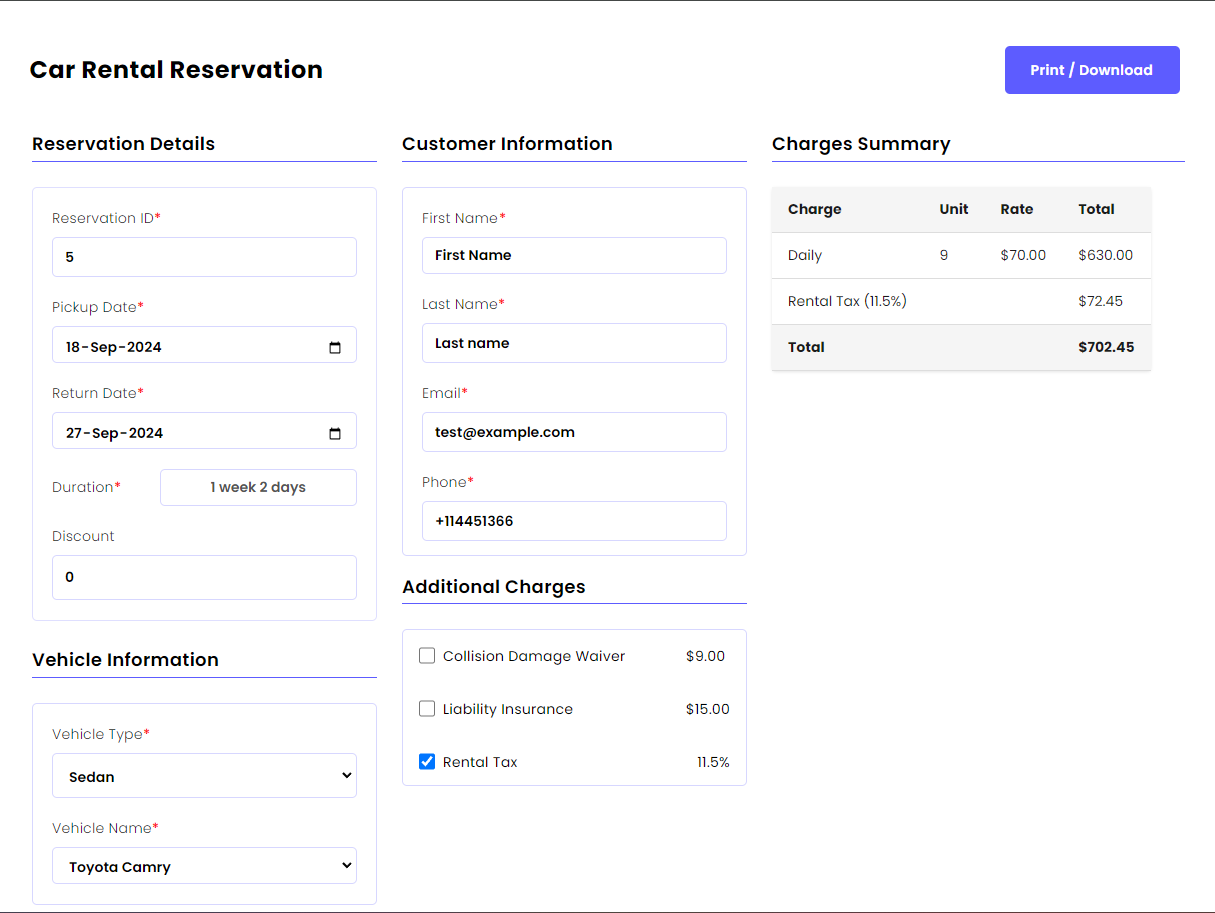 Car Rental Reservation
Print / Download
Reservation Details
Reservation ID*
5
Pickup Date*
18-Sep-2024
Return Date*
27-Sep-2024
Duration*
1 week 2 days
Discount
0
Vehicle Information
Vehicle Type*
Sedan
Vehicle Name*
Toyota Camry
Customer Information
First Name*
First Name
Last Name*
Last name
Email*
test@example.com
Phone*
+114451366
Additional Charges
Collision Damage Waiver $9.00
Liability Insurance $15.00
Rental Tax 11.5%
Charges Summary
Charge Unit Rate Total
Daily 9 $70.00 $630.00
Rental Tax (11.5%) $72.45
Total $702.45